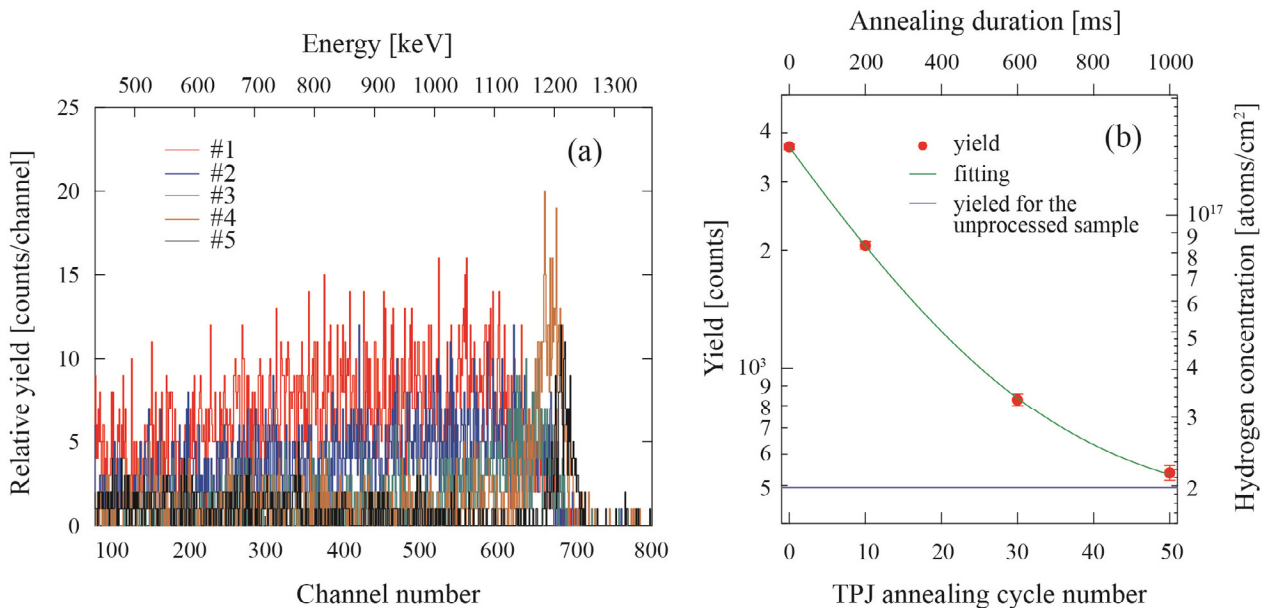 Energy [keV]
500 600 700 800 900 1000 1100 1200 1300
25
20
15
10
5
0
Relative yield [counts/channel]
(a)
#1
#2
#3
#4
#5
100 200 300 400 500 600 700 800
Channel number
Annealing duration [ms]
0 200 400 600 800 1000
(b)
yield
fitting
yieled for the
unprocessed sample
Yield [counts]
4
3
2
10³
9
8
7
6
5
Hydrogen concentration [atoms/cm²]
10¹⁷
9
8
7
6
5
4
3
2
0 10 20 30 40 50
TPJ annealing cycle number